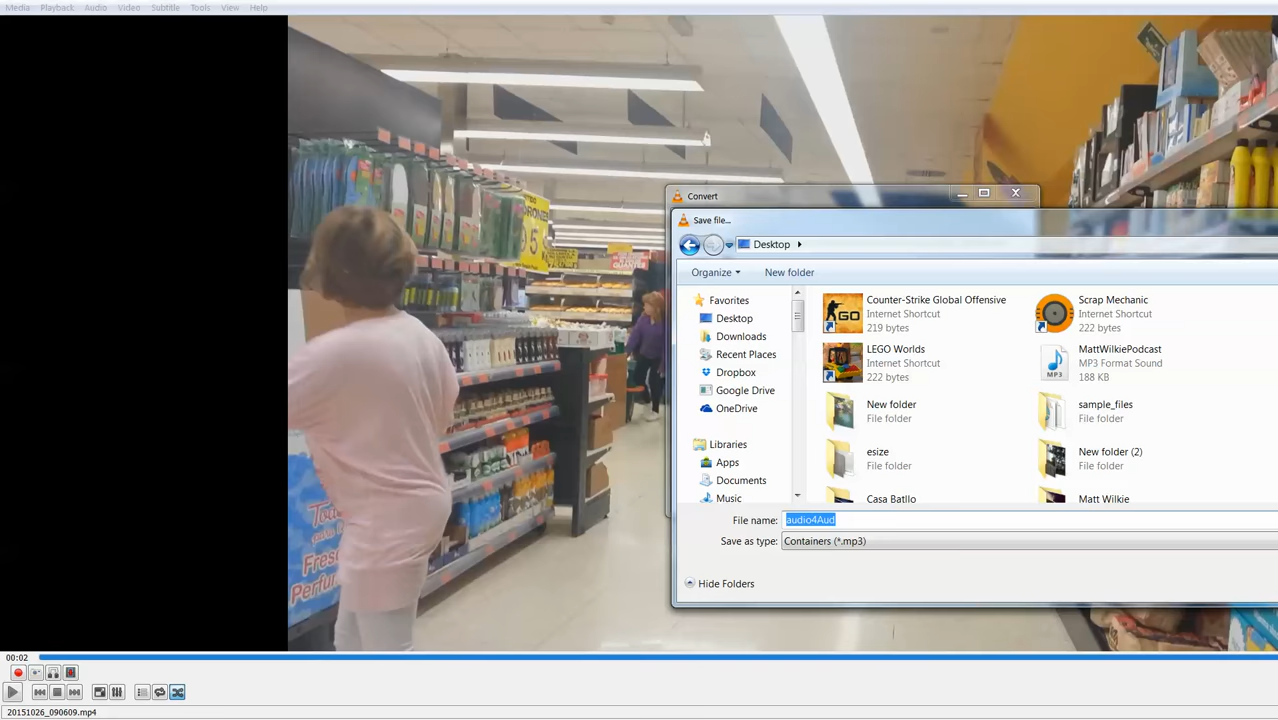 Media Playback Audio Video Subtitle Tools View Help
Convert
Save file...
Desktop
Organize New folder
Favorites
Desktop
Downloads
Recent Places
Dropbox
Google Drive
OneDrive
Libraries
Apps
Documents
Music
Counter-Strike Global Offensive
Internet Shortcut
219 bytes
Scrap Mechanic
Internet Shortcut
222 bytes
LEGO Worlds
Internet Shortcut
222 bytes
MattWilkiePodcast
MP3 Format Sound
188 KB
MP3
GO
New folder
File folder
sample_files
File folder
esize
File folder
New folder (2)
File folder
Casa Batllo
Matt Wilkie
File name: audio4Aud
Save as type: Containers (*.mp3)
Hide Folders
00:02
20151026_090609.mp4